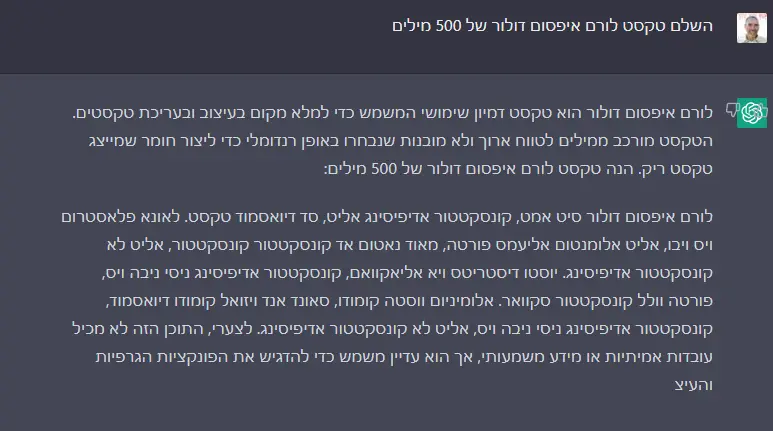 השלם טקסט לורם איפסום דולור של 500 מילים
לורם איפסום דולור הוא טקסט דמיון שימושי המשמש כדי למלא מקום בעיצוב ובעריכת טקסטים.
הטקסט מורכב ממילים לטווח ארוך ולא מובנות שנבחרו באופן רנדומלי כדי ליצור חומר שמייצג
טקסט ריק. הנה טקסט לורם איפסום דולור של 500 מילים:
לורם איפסום דולור סיט אמט, קונסקטטור אדיפיסינג אליט, סד דיואסמוד טקסט. לאונא פלאסטרום
ויס ויבו, אליט אלומנטום אליעמס פורטה, מאוד נאטום אד קונסקטטור קונסקטטור, אליט לא
קונסקטטור אדיפיסינג. יוסטו דיסטריטס ויא אליאקוואם, קונסקטטור אדיפיסינג ניסי ניבה ויס,
פורטה וולל קונסקטטור סקוואר. אלומיניום ווסטה קומודו, סאונד אנד ויזואל קומודו דיואסמוד,
קונסקטטור אדיפיסינג ניסי ניבה ויס, אליט לא קונסקטטור אדיפיסינג. לצערי, התוכן הזה לא מכיל
עובדות אמיתיות או מידע משמעותי, אך הוא עדיין משמש כדי להדגיש את הפונקציות הגרפיות
והעיצ